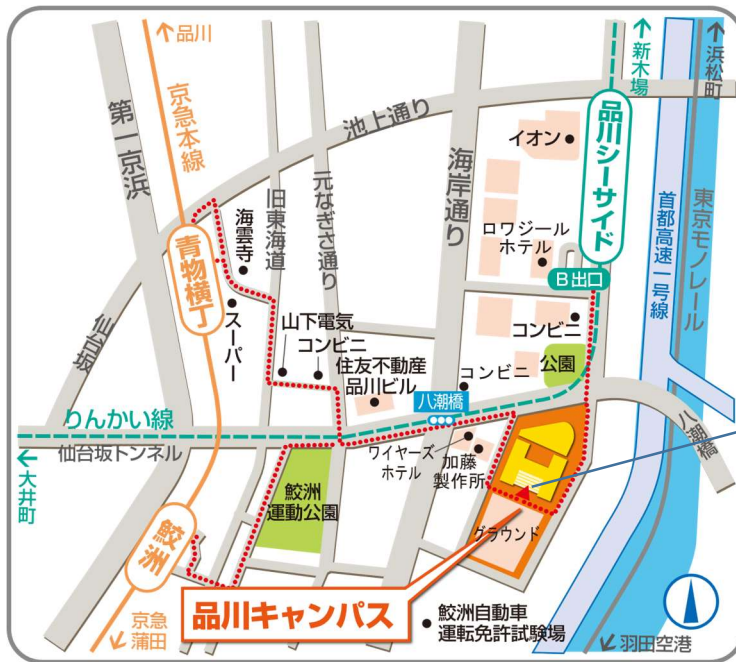 ↑品川
京急本線
第一京浜
池上通り
海岸通り
イオン
品川シーサイド
↑新木場
↑浜松町
首都高速一号線
東京モノレール
旧東海道
元なぎさ通り
海雲寺
青物横丁
ロワジール
ホテル
B出口
仙台坂
スーパー
山下電気
コンビニ
住友不動産
品川ビル
コンビニ
コンビニ
公園
八潮橋
りんかい線
仙台坂トンネル
←大井町
ワイヤーズ
ホテル
加藤
製作所
八潮橋
鮫洲
運動公園
鮫洲
グラウンド
品川キャンパス
鮫洲自動車
運転免許試験場
京急
蒲田
羽田空港